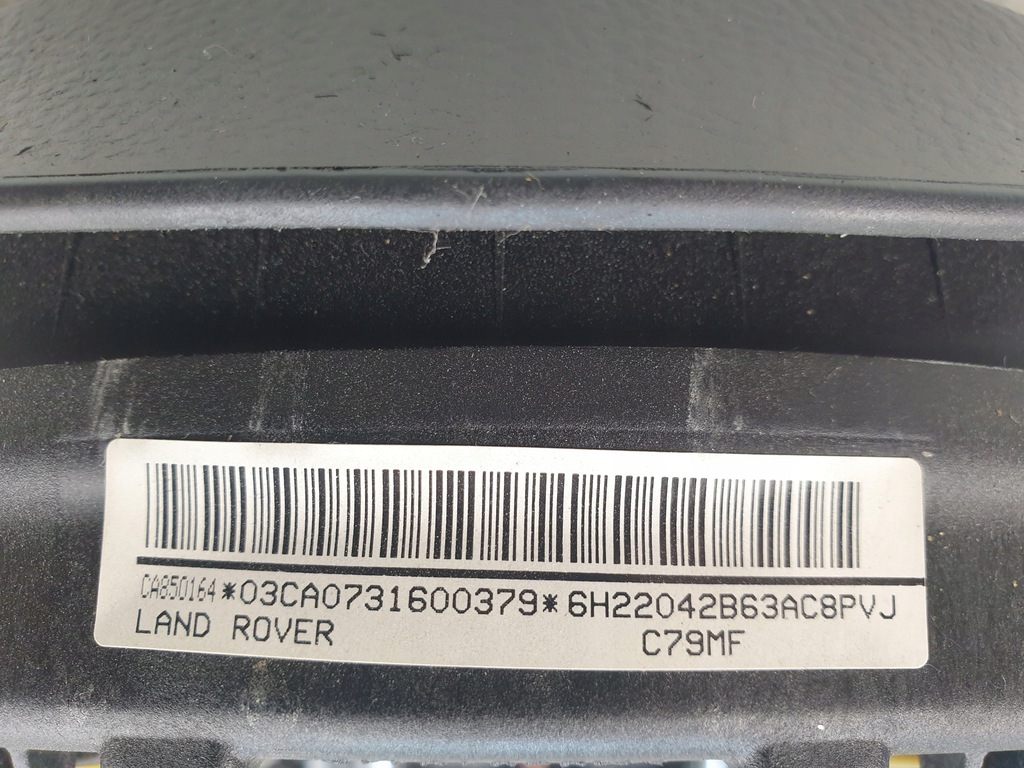 CA850164*03CA0731600379*6H22042B63AC8PVJ
LAND ROVER C79MF